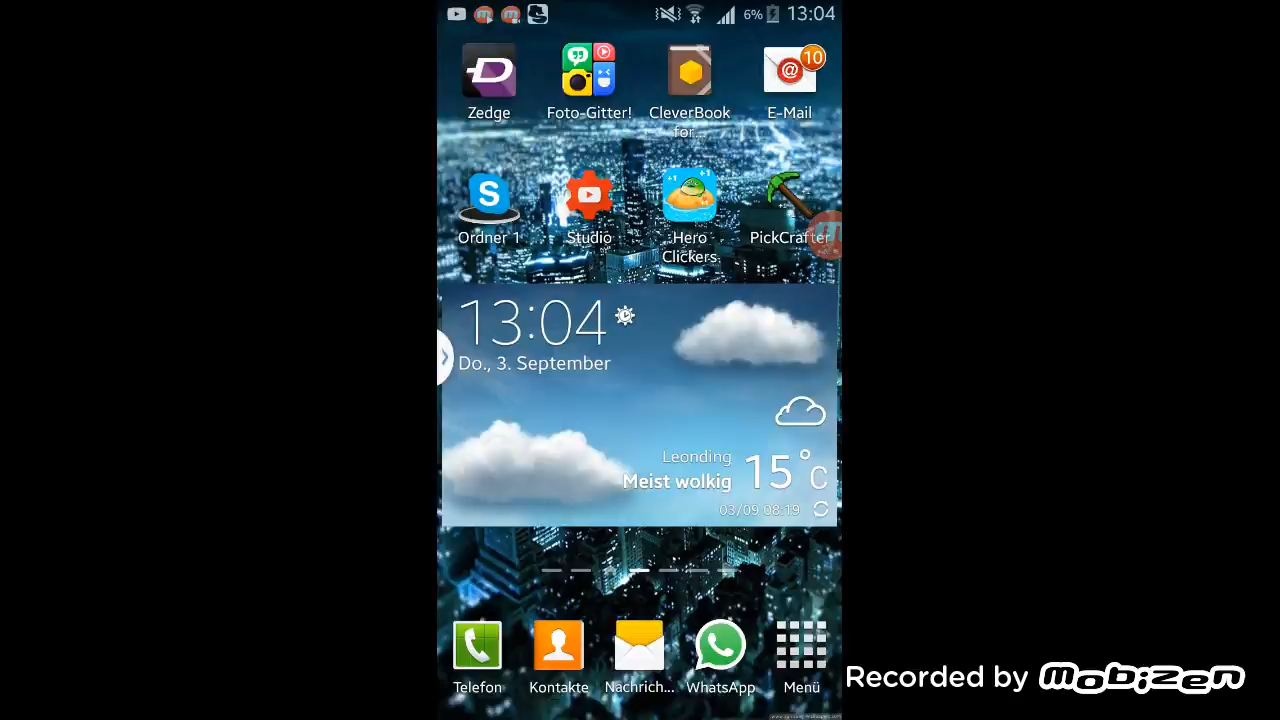 6% 13:04
10
Zedge Foto-Gitter! CleverBook for... E-Mail
Ordner 1 Studio Hero Clickers PickCrafter
13:04
Do., 3. September
Leonding
Meist wolkig 15°C
03/09 08:19
Telefon Kontakte Nachrich... WhatsApp Menü
Recorded by mobizen